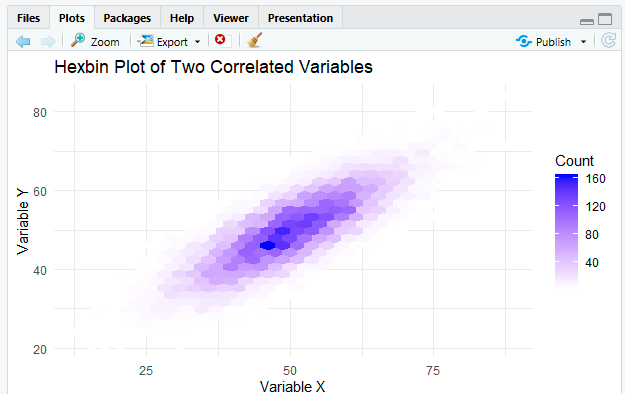 Files Plots Packages Help Viewer Presentation
Zoom Export Publish
Hexbin Plot of Two Correlated Variables
80
60
40
20
Variable Y
25 50 75
Variable X
Count
160
120
80
40